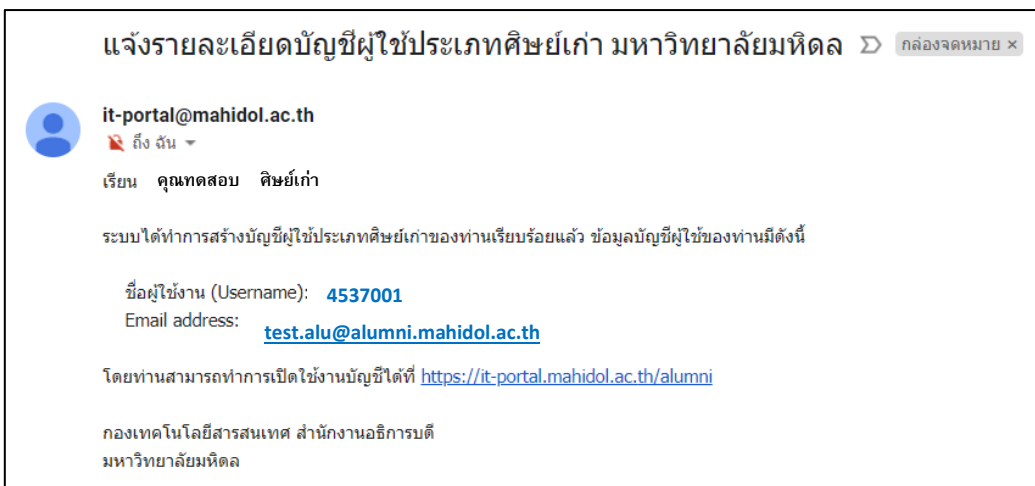 แจ้งรายละเอียดบัญชีผู้ใช้ประเภทศิษย์เก่า มหาวิทยาลัยมหิดล กล่องจดหมาย ×
it-portal@mahidol.ac.th
ถึง ฉัน
เรียน คุณทดสอบ ศิษย์เก่า
ระบบได้ทำการสร้างบัญชีผู้ใช้ประเภทศิษย์เก่าของท่านเรียบร้อยแล้ว ข้อมูลบัญชีผู้ใช้ของท่านมีดังนี้
ชื่อผู้ใช้งาน (Username): 4537001
Email address: test.alu@alumni.mahidol.ac.th
โดยท่านสามารถทำการเปิดใช้งานบัญชีได้ที่ https://it-portal.mahidol.ac.th/alumni
กองเทคโนโลยีสารสนเทศ สำนักงานอธิการบดี
มหาวิทยาลัยมหิดล